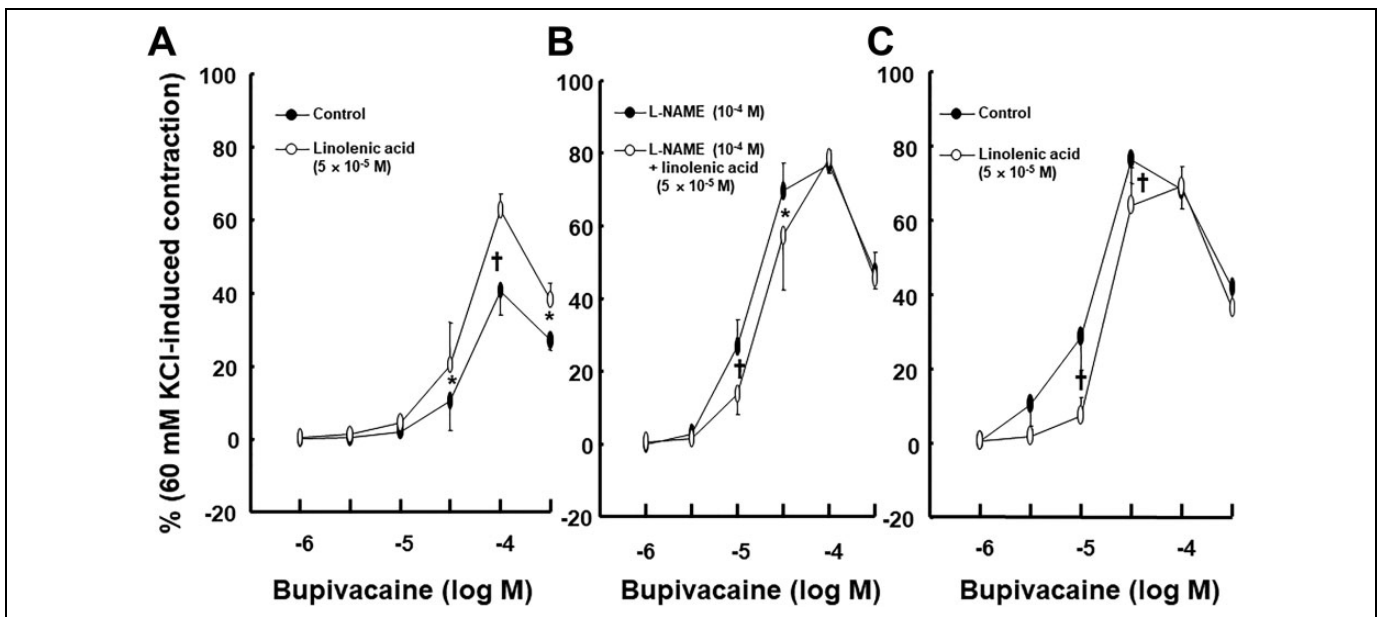 A
B
C
% (60 mM KCl-induced contraction)
100
80
60
40
20
0
-20
Control
Linolenic acid
(5 × 10⁻⁵ M)
†
*
*
-6
-5
-4
Bupivacaine (log M)
100
80
60
40
20
0
-20
L-NAME (10⁻⁴ M)
L-NAME (10⁻⁴ M)
+ linolenic acid
(5 × 10⁻⁵ M)
*
†
-6
-5
-4
Bupivacaine (log M)
100
80
60
40
20
0
-20
Control
Linolenic acid
(5 × 10⁻⁵ M)
†
†
-6
-5
-4
Bupivacaine (log M)